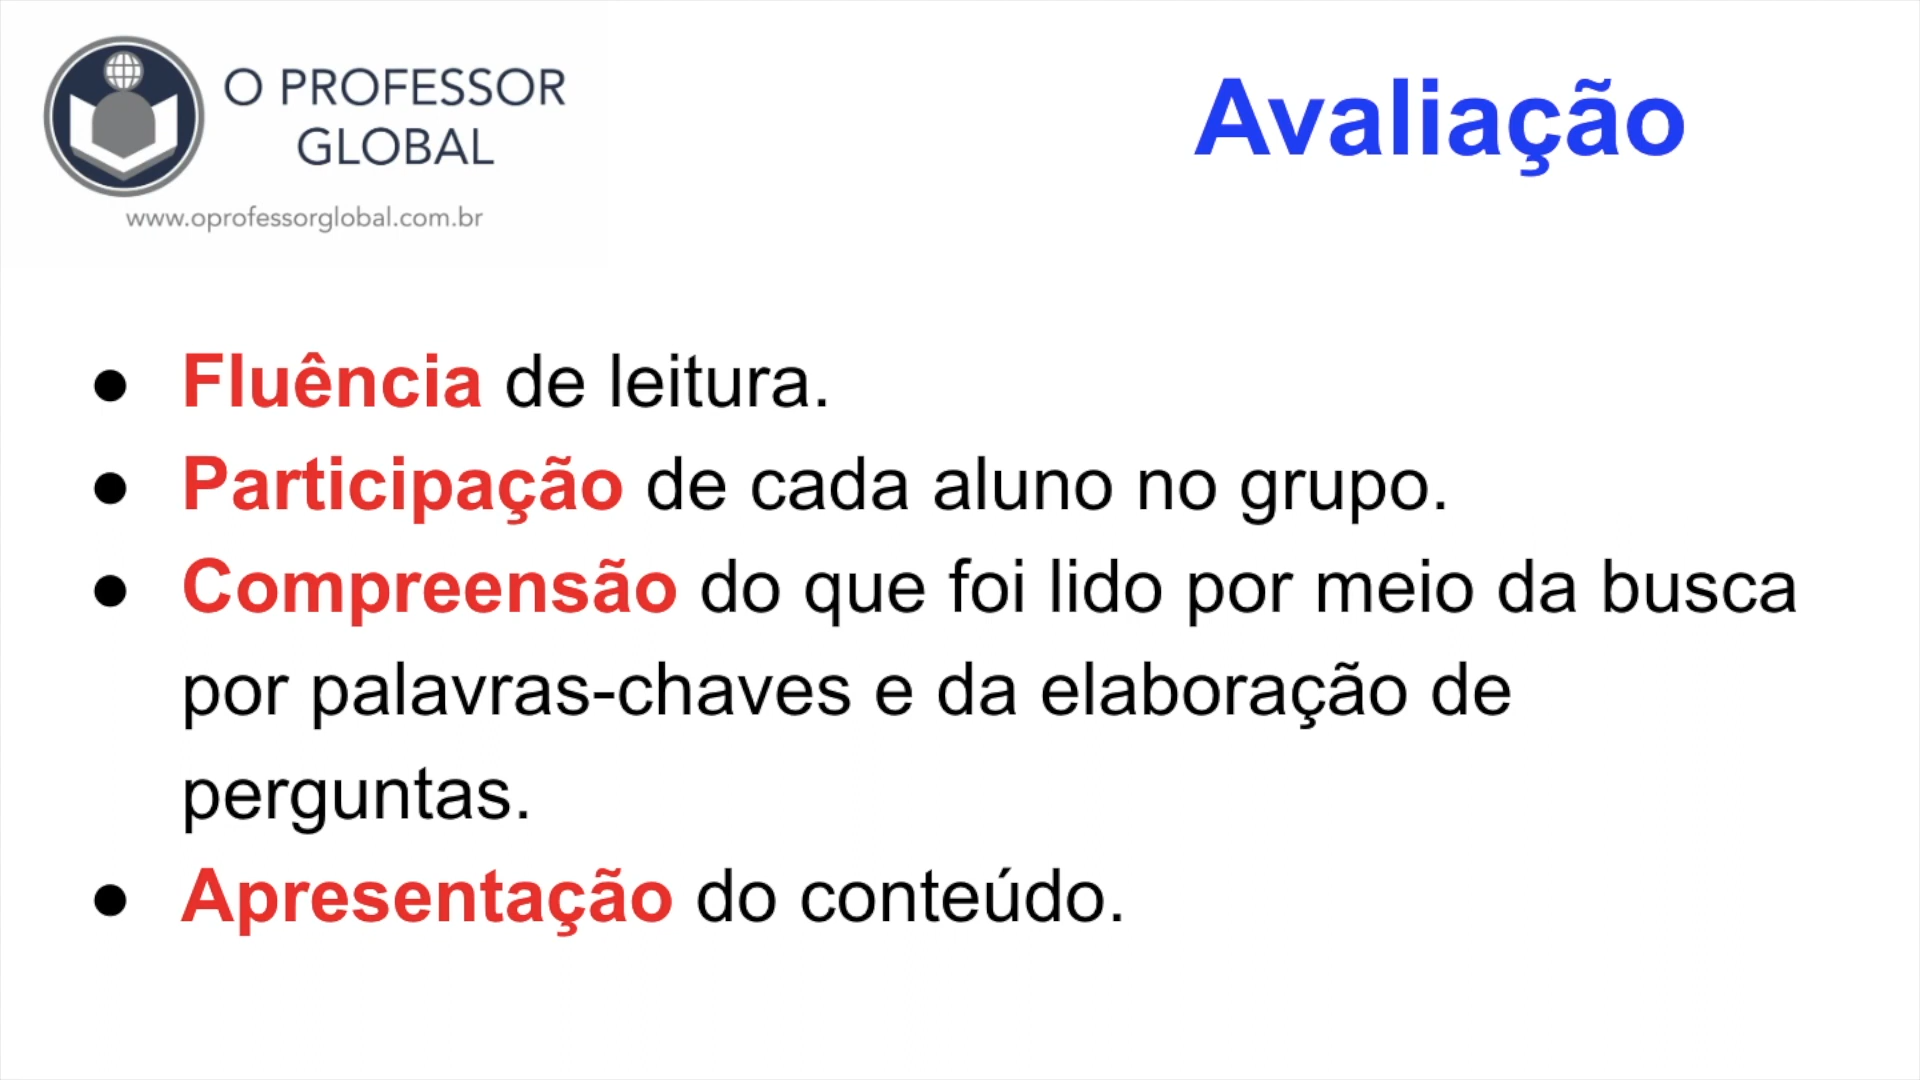 O PROFESSOR
GLOBAL
www.oprofessorglobal.com.br
Avaliação
● Fluência de leitura.
● Participação de cada aluno no grupo.
● Compreensão do que foi lido por meio da busca
por palavras-chaves e da elaboração de
perguntas.
● Apresentação do conteúdo.